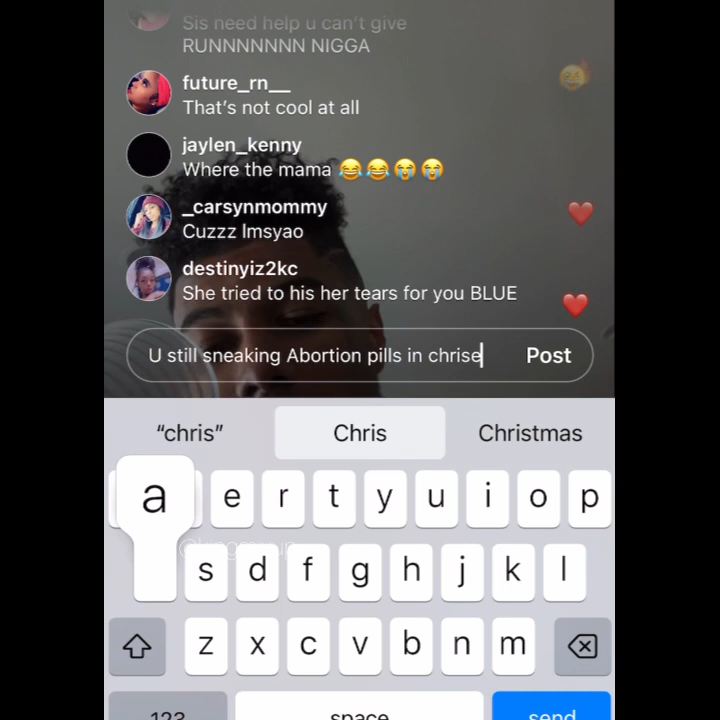 Sis need help u can't give
RUNNNNNNN NIGGA
future_rn__
That's not cool at all
jaylen_kenny
Where the mama 😂😂😭😭
_carsynmommy
Cuzzz lmsyao
destinyiz2kc
She tried to his her tears for you BLUE
U still sneaking Abortion pills in chrise Post
"chris" Chris Christmas
a e r t y u i o p
s d f g h j k l
z x c v b n m
123 space send